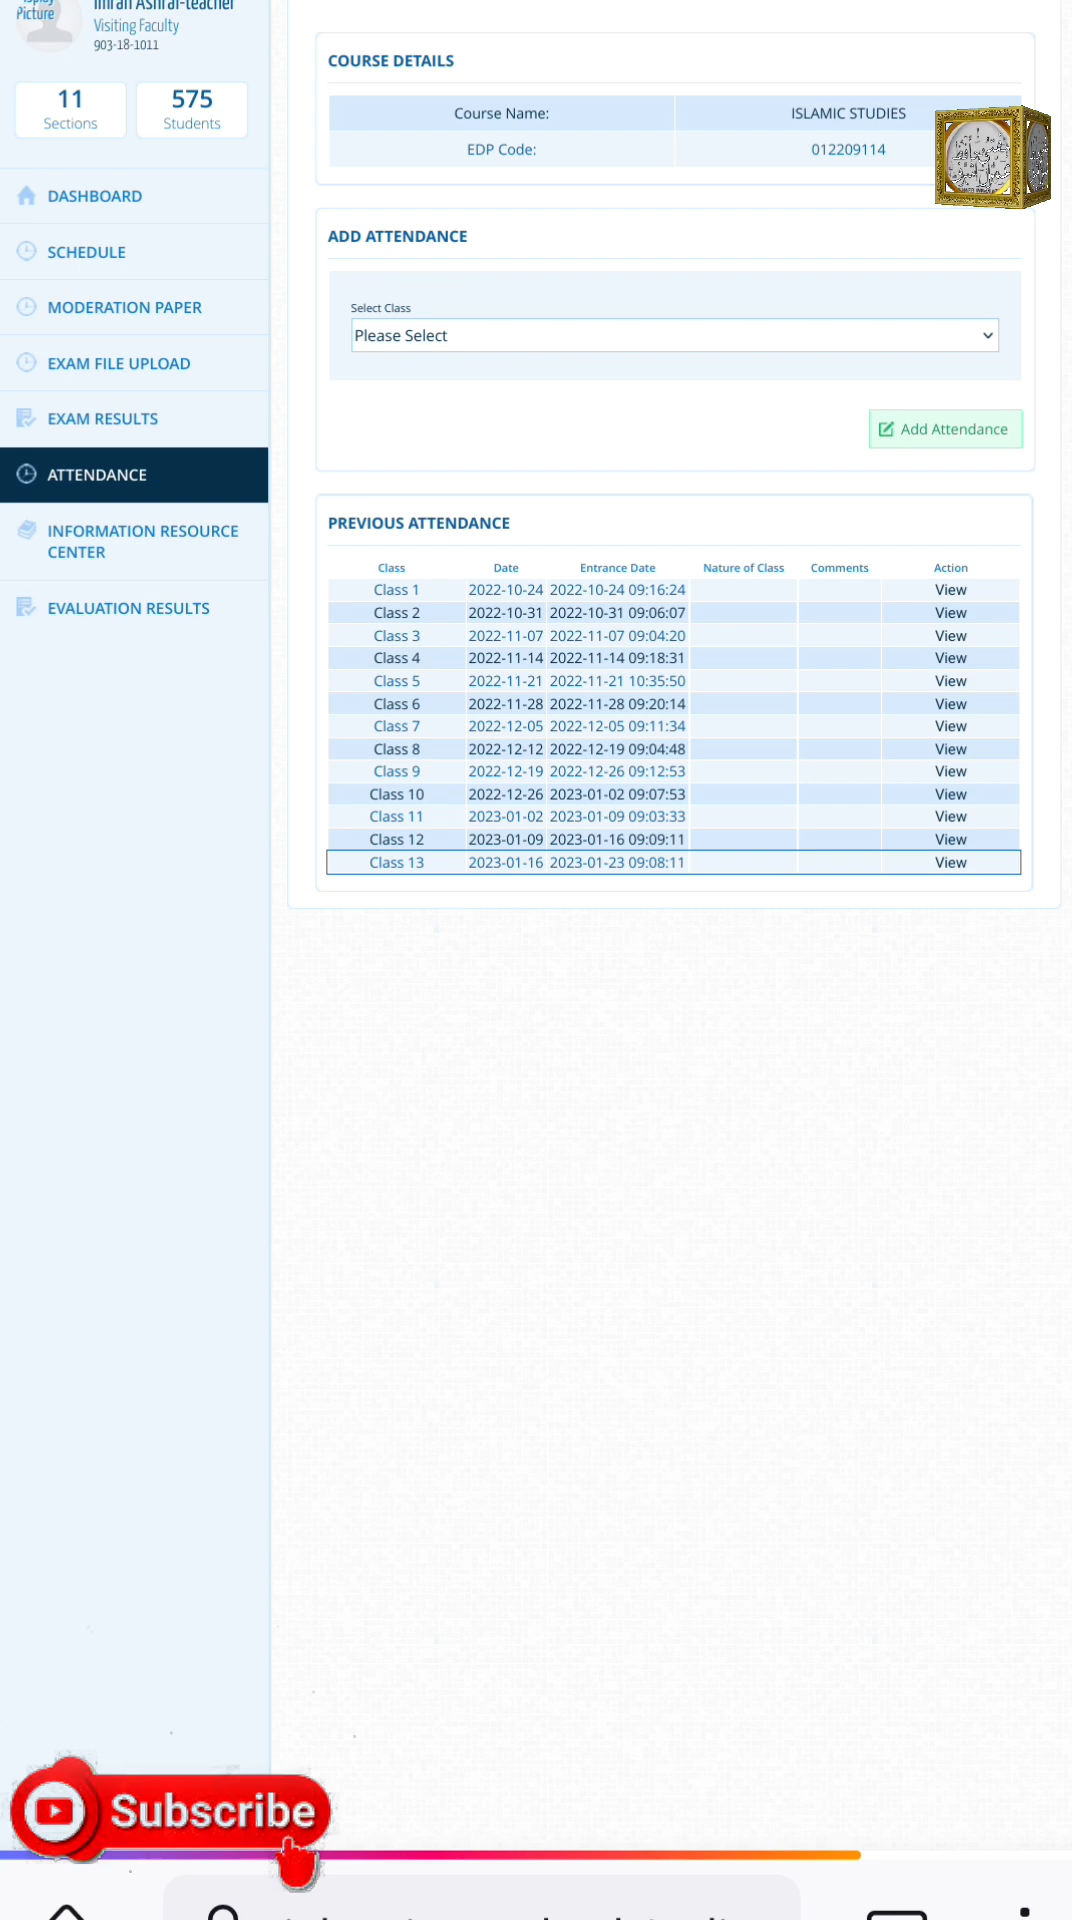 Picture
Imran Ashraf-teacher
Visiting Faculty
903-18-1011
11
Sections
575
Students
DASHBOARD
SCHEDULE
MODERATION PAPER
EXAM FILE UPLOAD
EXAM RESULTS
ATTENDANCE
INFORMATION RESOURCE
CENTER
EVALUATION RESULTS
COURSE DETAILS
Course Name: ISLAMIC STUDIES
EDP Code: 012209114
ADD ATTENDANCE
Select Class
Please Select
Add Attendance
PREVIOUS ATTENDANCE
Class Date Entrance Date Nature of Class Comments Action
Class 1 2022-10-24 2022-10-24 09:16:24 View
Class 2 2022-10-31 2022-10-31 09:06:07 View
Class 3 2022-11-07 2022-11-07 09:04:20 View
Class 4 2022-11-14 2022-11-14 09:18:31 View
Class 5 2022-11-21 2022-11-21 10:35:50 View
Class 6 2022-11-28 2022-11-28 09:20:14 View
Class 7 2022-12-05 2022-12-05 09:11:34 View
Class 8 2022-12-12 2022-12-19 09:04:48 View
Class 9 2022-12-19 2022-12-26 09:12:53 View
Class 10 2022-12-26 2023-01-02 09:07:53 View
Class 11 2023-01-02 2023-01-09 09:03:33 View
Class 12 2023-01-09 2023-01-16 09:09:11 View
Class 13 2023-01-16 2023-01-23 09:08:11 View
Subscribe